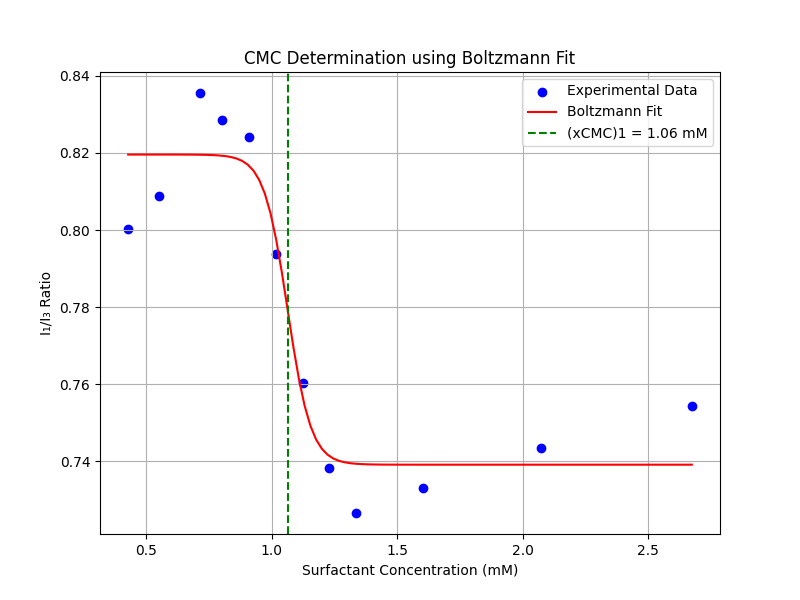 CMC Determination using Boltzmann Fit
Experimental Data
Boltzmann Fit
(xCMC)1 = 1.06 mM
0.84
0.82
0.80
0.78
0.76
0.74
I₁/I₃ Ratio
0.5
1.0
1.5
2.0
2.5
Surfactant Concentration (mM)